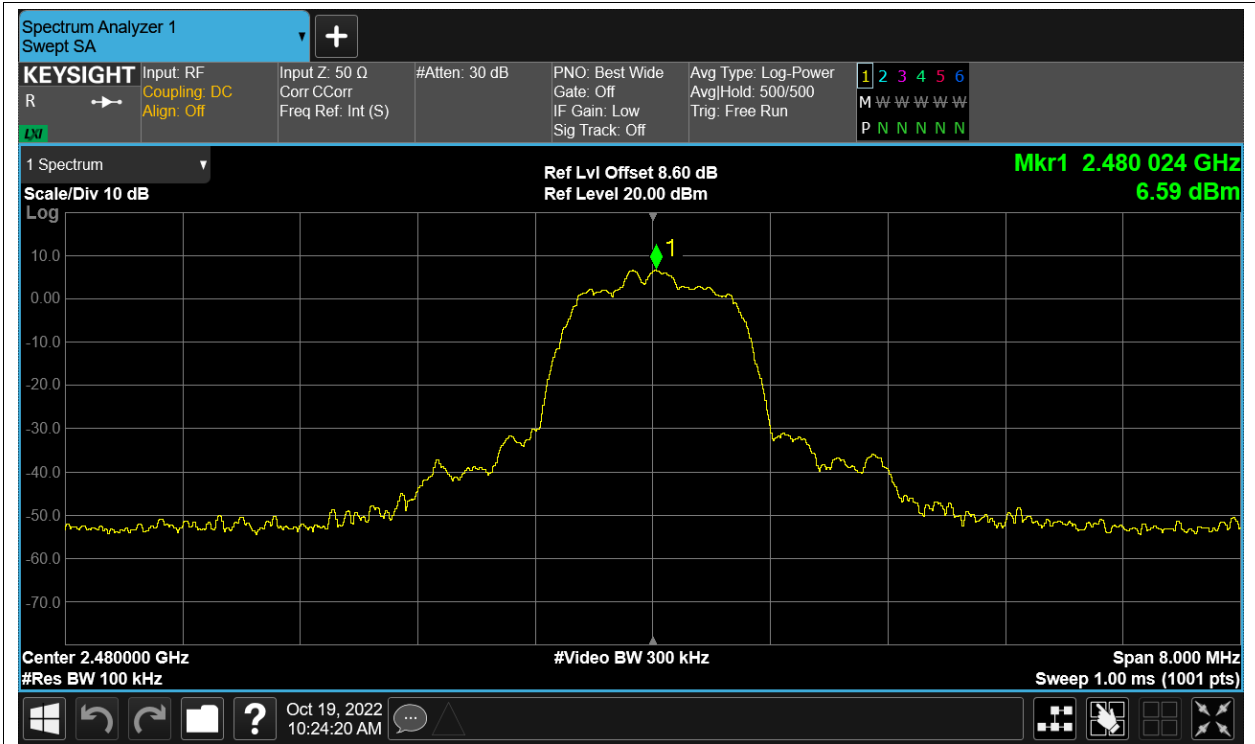 Spectrum Analyzer 1
Swept SA
KEYSIGHT
R
LXI
Input: RF
Coupling: DC
Align: Off
Input Z: 50 Ω
Corr CCorr
Freq Ref: Int (S)
#Atten: 30 dB
PNO: Best Wide
Gate: Off
IF Gain: Low
Sig Track: Off
Avg Type: Log-Power
Avg|Hold: 500/500
Trig: Free Run
1 2 3 4 5 6
M W W W W W
P N N N N N
1 Spectrum
Scale/Div 10 dB
Log
Ref Lvl Offset 8.60 dB
Ref Level 20.00 dBm
Mkr1 2.480 024 GHz
6.59 dBm
1
10.0
0.00
-10.0
-20.0
-30.0
-40.0
-50.0
-60.0
-70.0
Center 2.480000 GHz
#Res BW 100 kHz
#Video BW 300 kHz
Span 8.000 MHz
Sweep 1.00 ms (1001 pts)
?
Oct 19, 2022
10:24:20 AM